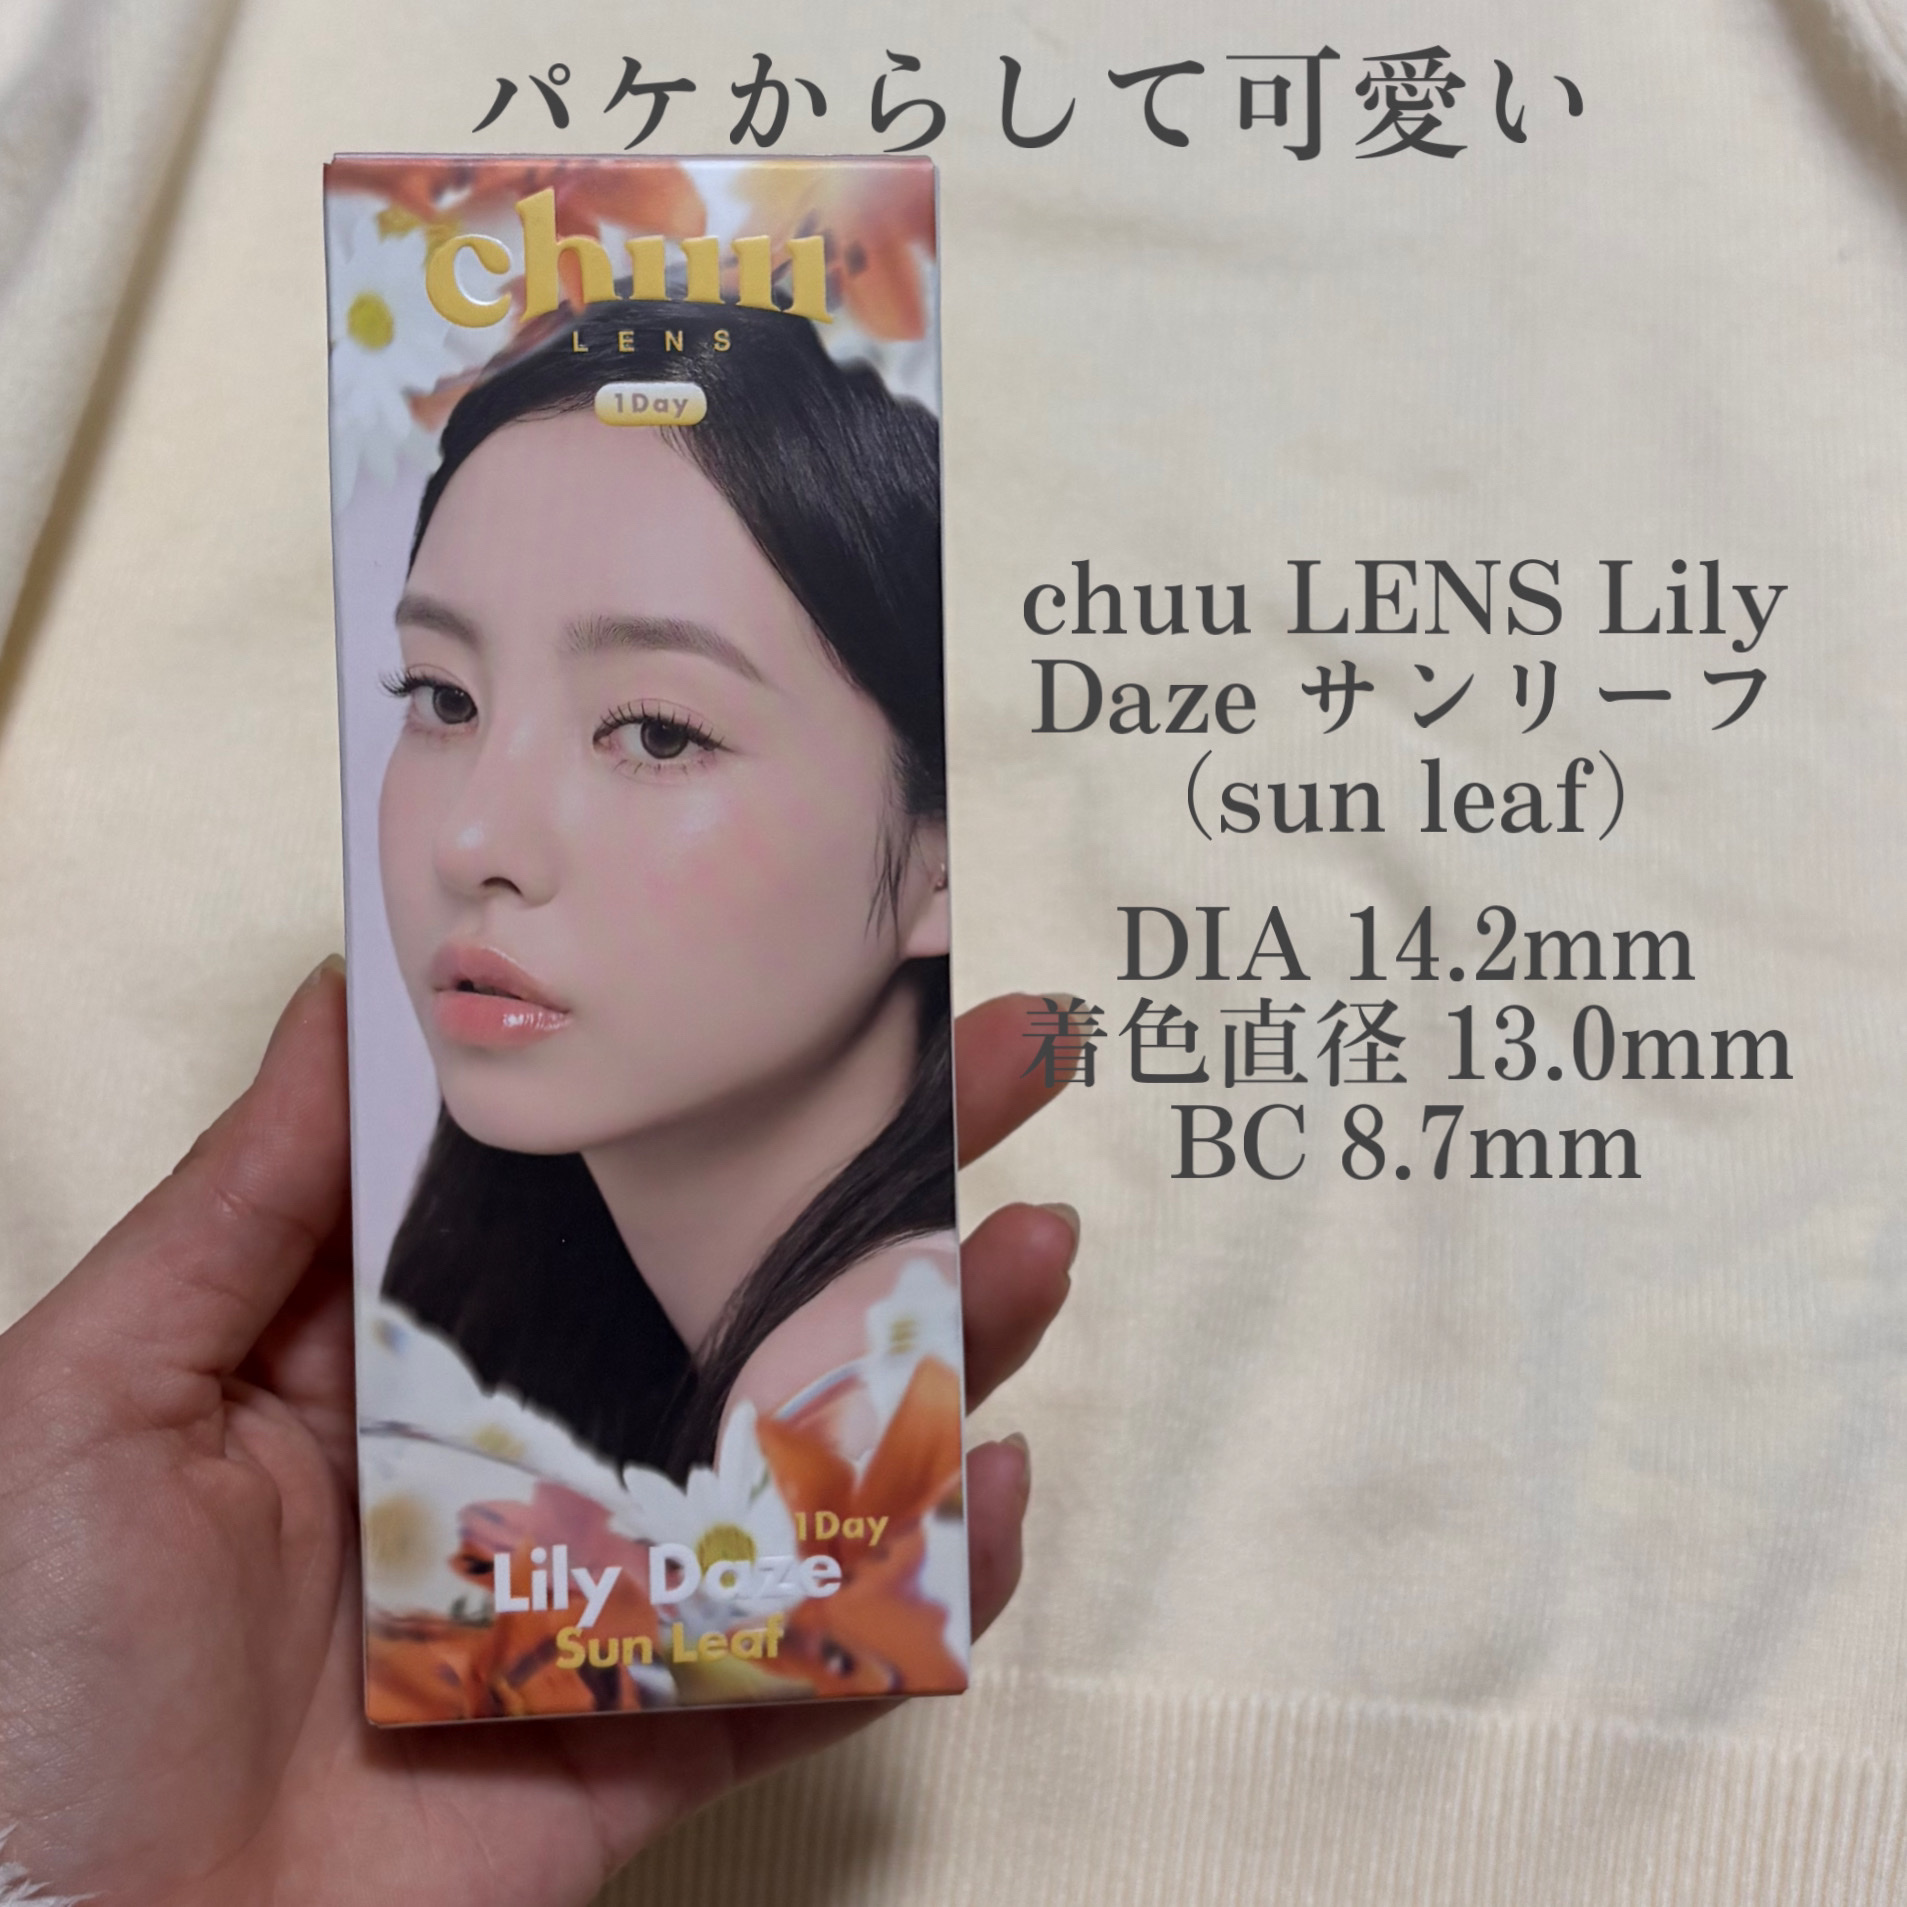 パケからして可愛い
chuu
LENS
1Day
chuu LENS Lily
Daze サンリーフ
（sun leaf）
DIA 14.2mm
着色直径 13.0mm
BC 8.7mm
1Day
Lily Daze
Sun Leaf